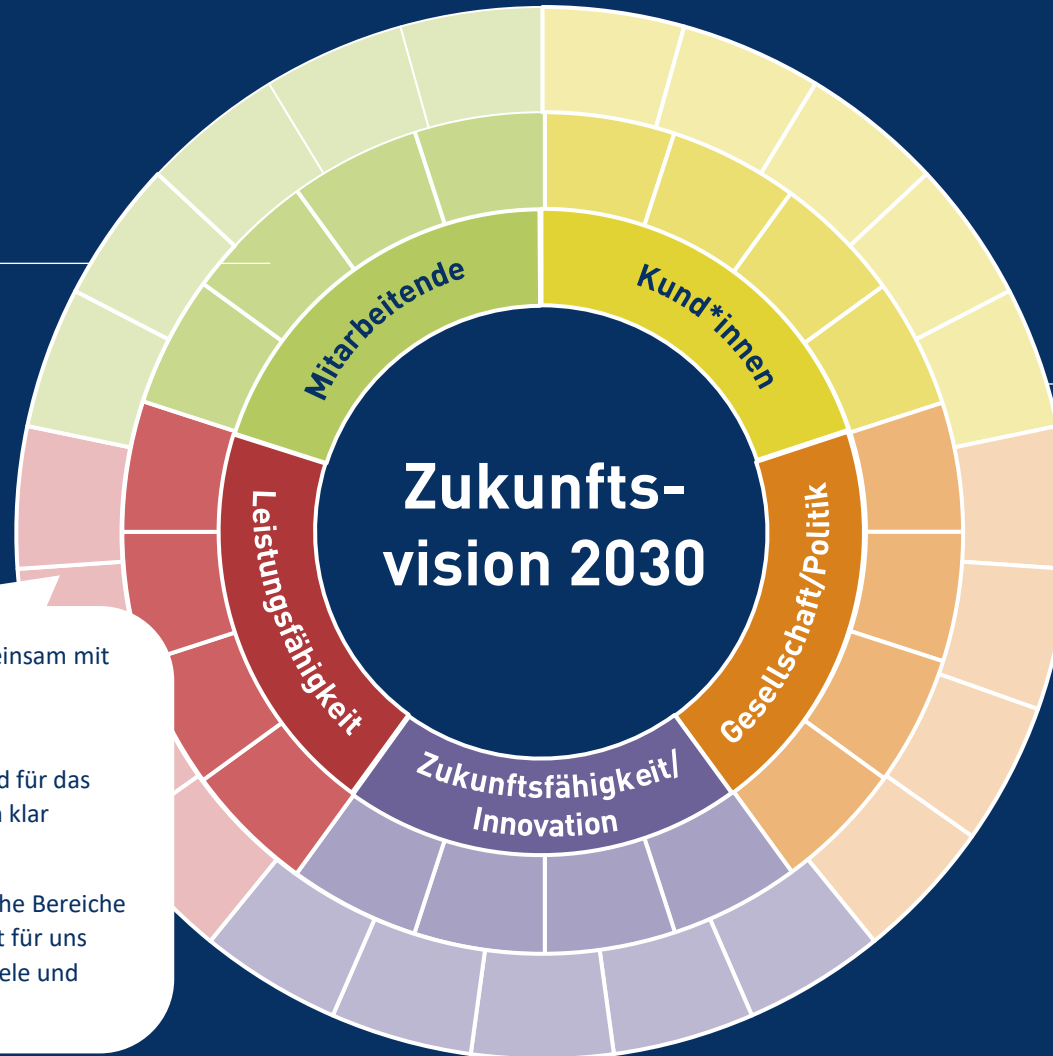 Mitarbeitende
Kund*innen
Zukunfts-
vision 2030
Leistungsfähigkeit
Gesellschaft/Politik
Zukunftsfähigkeit/
Innovation
einsam mit
d für das
klar
he Bereiche
t für uns
ele und